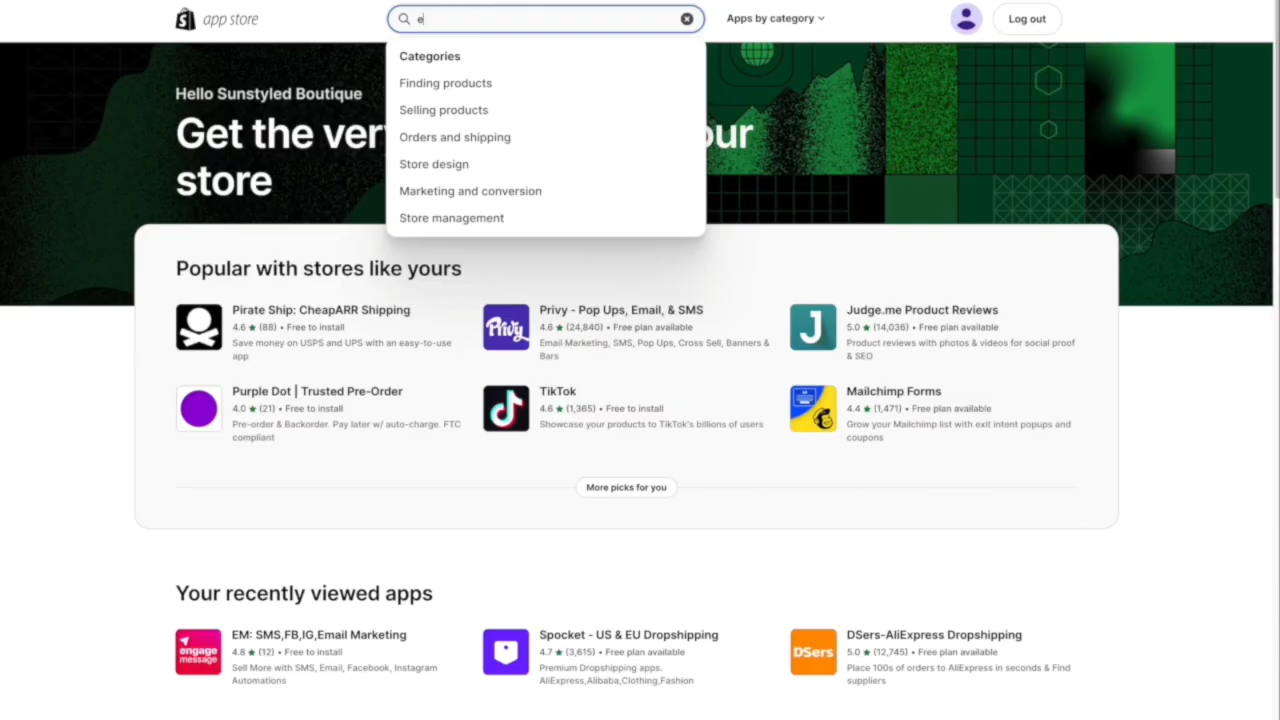 app store
e
Apps by category
Log out
Categories
Finding products
Selling products
Orders and shipping
Store design
Marketing and conversion
Store management
Hello Sunstyled Boutique
Get the ver
our
store
Popular with stores like yours
Pirate Ship: CheapARR Shipping
4.6 ★ (88) • Free to install
Save money on USPS and UPS with an easy-to-use
app
Privy
Privy - Pop Ups, Email, & SMS
4.6 ★ (24,840) • Free plan available
Email Marketing, SMS, Pop Ups, Cross Sell, Banners &
Bars
J
Judge.me Product Reviews
5.0 ★ (14,036) • Free plan available
Product reviews with photos & videos for social proof
& SEO
Purple Dot | Trusted Pre-Order
4.0 ★ (21) • Free to install
Pre-order & Backorder. Pay later w/ auto-charge. FTC
compliant
TikTok
4.6 ★ (1,365) • Free to install
Showcase your products to TikTok's billions of users
Mailchimp Forms
4.4 ★ (1,471) • Free plan available
Grow your Mailchimp list with exit intent popups and
coupons
More picks for you
Your recently viewed apps
engage
message
EM: SMS,FB,IG,Email Marketing
4.8 ★ (12) • Free to install
Sell More with SMS, Email, Facebook, Instagram
Automations
Spocket - US & EU Dropshipping
4.7 ★ (3,615) • Free plan available
Premium Dropshipping apps.
AliExpress,Alibaba,Clothing,Fashion
DSers
DSers-AliExpress Dropshipping
5.0 ★ (12,745) • Free plan available
Place 100s of orders to AliExpress in seconds & Find
suppliers